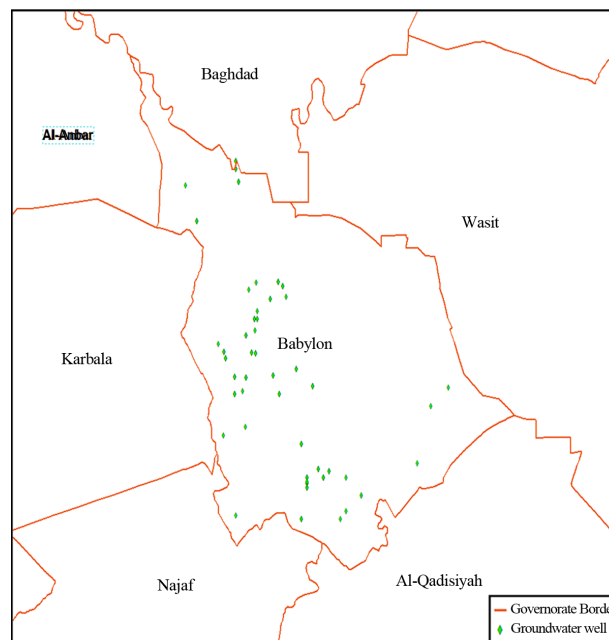 Baghdad
Al-Anbar
Wasit
Karbala
Babylon
Najaf
Al-Qadisiyah
Governorate Borde
Groundwater well